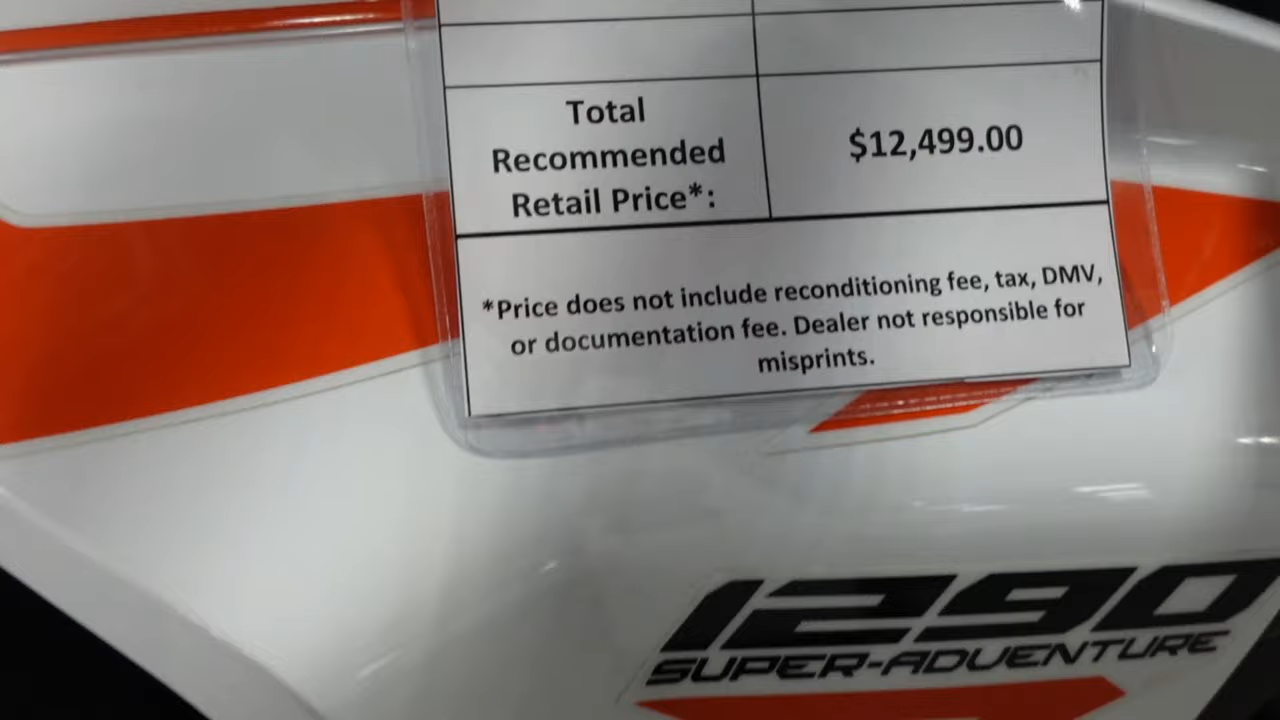 Total
Recommended
Retail Price*:
$12,499.00
*Price does not include reconditioning fee, tax, DMV,
or documentation fee. Dealer not responsible for
misprints.
1290
SUPER-ADVENTURE